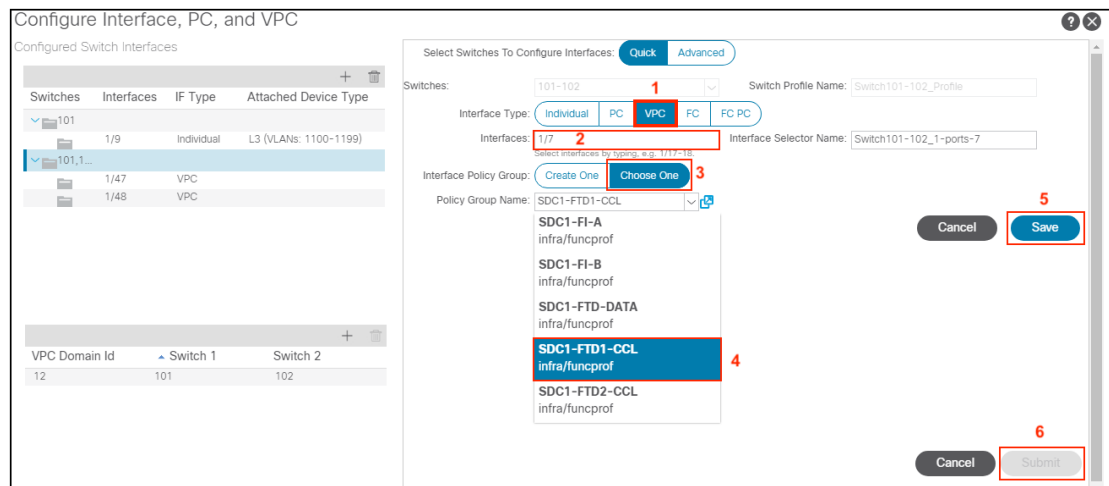 Configure Interface, PC, and VPC
Configured Switch Interfaces
Switches Interfaces IF Type Attached Device Type
101
1/9 Individual L3 (VLANs: 1100-1199)
101,1...
1/47 VPC
1/48 VPC
VPC Domain Id Switch 1 Switch 2
12 101 102
Select Switches To Configure Interfaces: Quick Advanced
Switches: 101-102 Switch Profile Name: Switch101-102_Profile
1
Interface Type: Individual PC VPC FC FC PC
Interfaces: 1/7 2 Interface Selector Name: Switch101-102_1-ports-7
Select interfaces by typing, e.g. 1/17-18.
Interface Policy Group: Create One Choose One 3
Policy Group Name: SDC1-FTD1-CCL
SDC1-FI-A
infra/funcprof
SDC1-FI-B
infra/funcprof
SDC1-FTD-DATA
infra/funcprof
SDC1-FTD1-CCL
infra/funcprof
4
SDC1-FTD2-CCL
infra/funcprof
5
Cancel Save
6
Cancel Submit